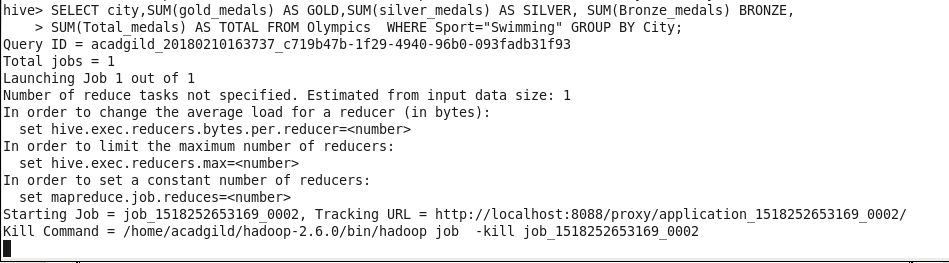 hive> SELECT city,SUM(gold_medals) AS GOLD,SUM(silver_medals) AS SILVER, SUM(Bronze_medals) BRONZE,
    > SUM(Total_medals) AS TOTAL FROM Olympics  WHERE Sport="Swimming" GROUP BY City;
Query ID = acadgild_20180210163737_c719b47b-1f29-4940-96b0-093fadb31f93
Total jobs = 1
Launching Job 1 out of 1
Number of reduce tasks not specified. Estimated from input data size: 1
In order to change the average load for a reducer (in bytes):
  set hive.exec.reducers.bytes.per.reducer=<number>
In order to limit the maximum number of reducers:
  set hive.exec.reducers.max=<number>
In order to set a constant number of reducers:
  set mapreduce.job.reduces=<number>
Starting Job = job_1518252653169_0002, Tracking URL = http://localhost:8088/proxy/application_1518252653169_0002/
Kill Command = /home/acadgild/hadoop-2.6.0/bin/hadoop job  -kill job_1518252653169_0002